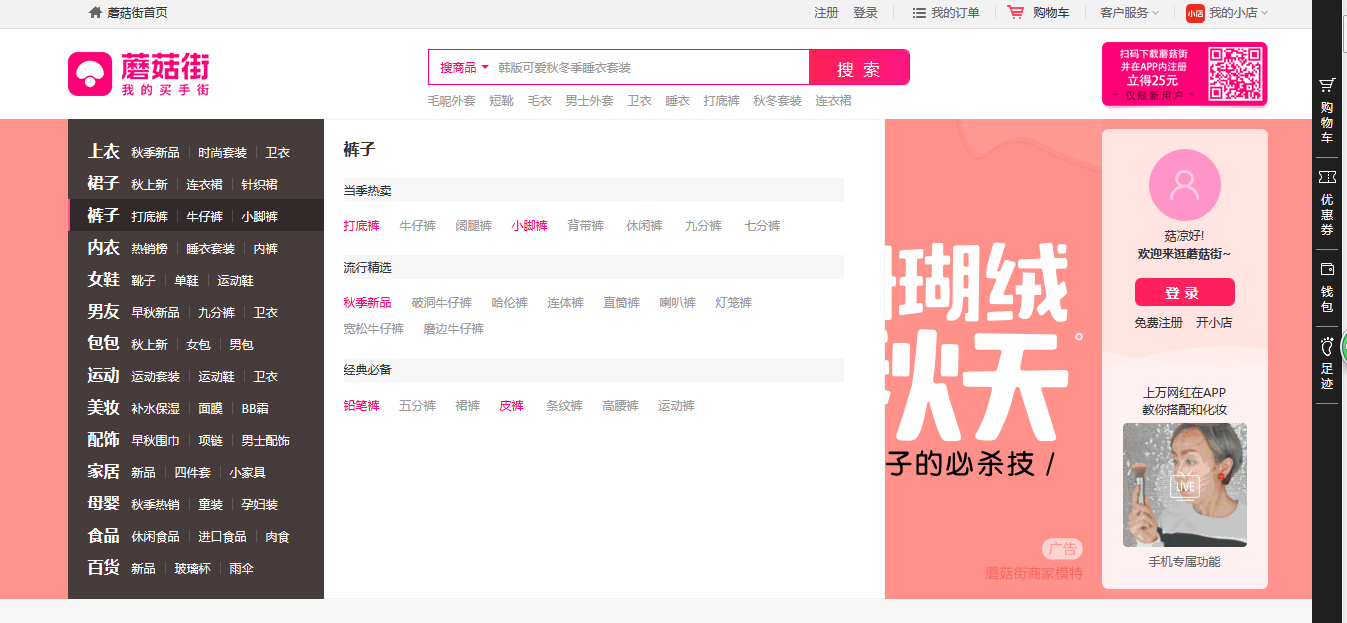 蘑菇街首页
注册 登录 我的订单 购物车 客户服务 小店 我的小店
蘑菇街
我的买手街
搜商品 韩版可爱秋冬季睡衣套装 搜 索
毛呢外套 短靴 毛衣 男士外套 卫衣 睡衣 打底裤 秋冬套装 连衣裙
扫码下载蘑菇街
并在APP内注册
立得25元
- 仅限新用户 -
上衣 秋季新品 时尚套装 卫衣
裙子 秋上新 连衣裙 针织裙
裤子 打底裤 牛仔裤 小脚裤
内衣 热销榜 睡衣套装 内裤
女鞋 靴子 单鞋 运动鞋
男友 早秋新品 九分裤 卫衣
包包 秋上新 女包 男包
运动 运动套装 运动鞋 卫衣
美妆 补水保湿 面膜 BB霜
配饰 早秋围巾 项链 男士配饰
家居 新品 四件套 小家具
母婴 秋季热销 童装 孕妇装
食品 休闲食品 进口食品 肉食
百货 新品 玻璃杯 雨伞
裤子
当季热卖
打底裤 牛仔裤 阔腿裤 小脚裤 背带裤 休闲裤 九分裤 七分裤
流行精选
秋季新品 破洞牛仔裤 哈伦裤 连体裤 直筒裤 喇叭裤 灯笼裤
宽松牛仔裤 磨边牛仔裤
经典必备
铅笔裤 五分裤 裙裤 皮裤 条纹裤 高腰裤 运动裤
瑚绒
秋天。
子的必杀技 /
广告
蘑菇街商家模特
菇凉好!
欢迎来逛蘑菇街~
登 录
免费注册 开小店
上万网红在APP
教你搭配和化妆
LIVE
手机专属功能
购物车
优惠券
钱包
足迹